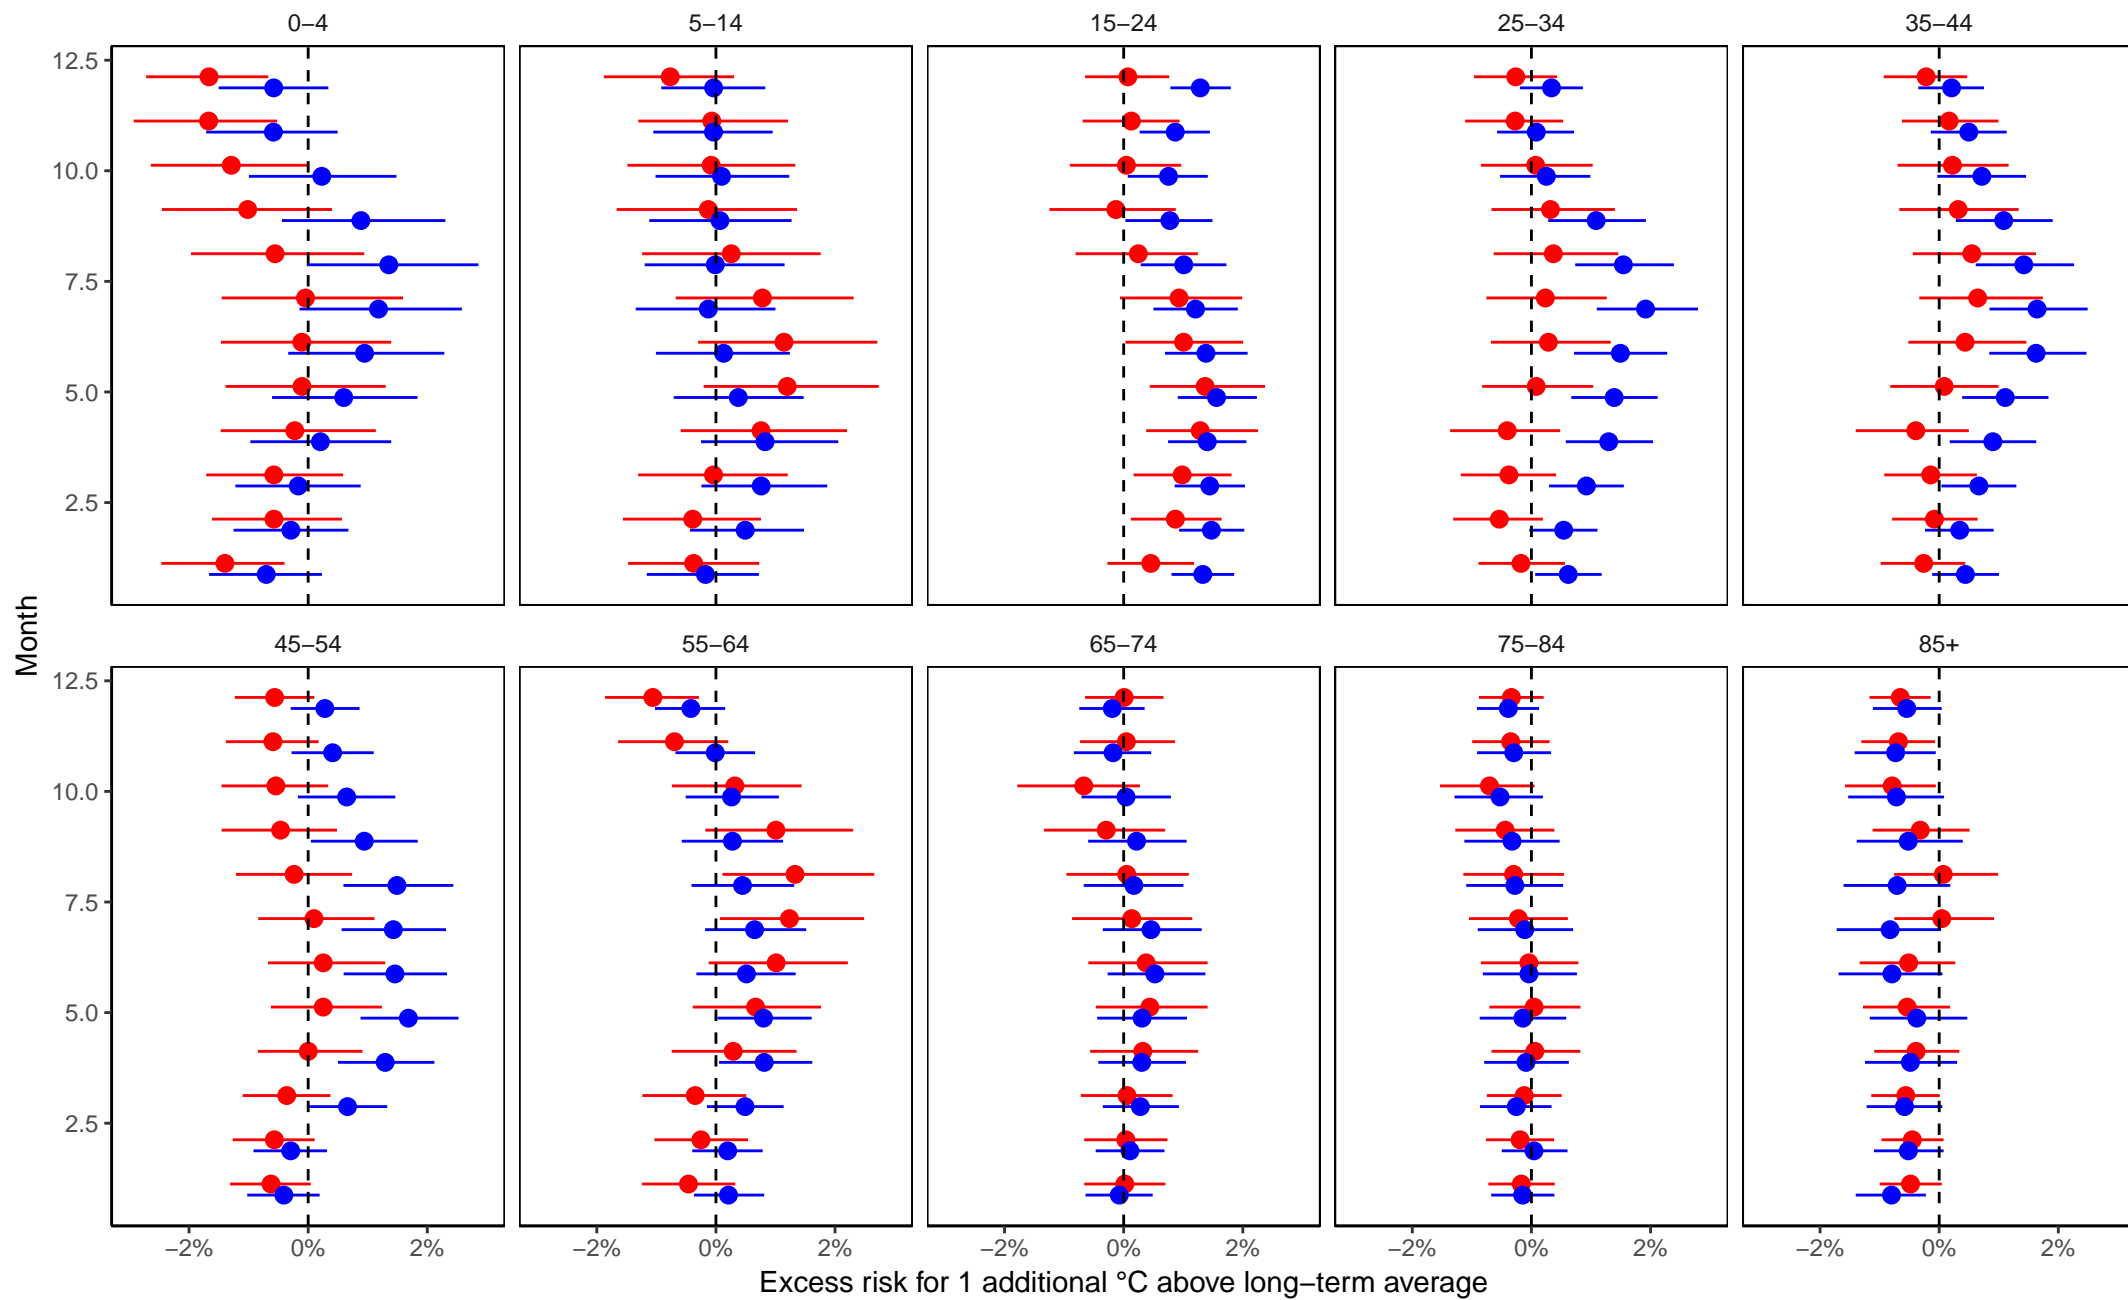 0–4 5–14 15–24 25–34 35–44
12.5
10.0
7.5
5.0
2.5
Month
45–54 55–64 65–74 75–84 85+
12.5
10.0
7.5
5.0
2.5
−2% 0% 2% −2% 0% 2% −2% 0% 2% −2% 0% 2% −2% 0% 2%
Excess risk for 1 additional °C above long−term average